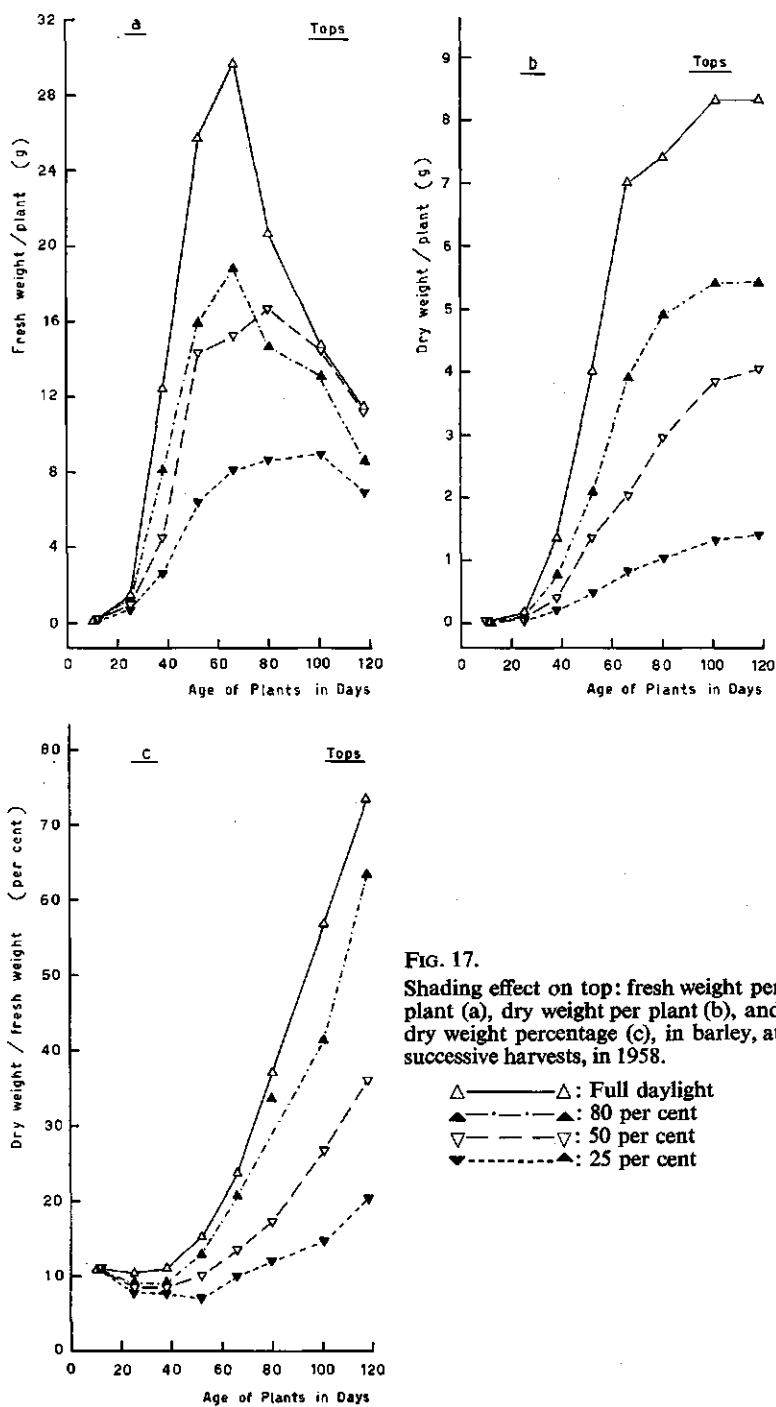 a
Tops
32
28
24
20
16
12
8
4
0
Fresh weight / plant (g)
0 20 40 60 80 100 120
Age of Plants in Days
b
Tops
9
8
7
6
5
4
3
2
1
0
Dry weight / plant (g)
0 20 40 60 80 100 120
Age of Plants in Days
c
Tops
80
70
60
50
40
30
20
10
0
Dry weight / fresh weight (per cent)
0 20 40 60 80 100 120
Age of Plants in Days
FIG. 17.
Shading effect on top: fresh weight per
plant (a), dry weight per plant (b), and
dry weight percentage (c), in barley, at
successive harvests, in 1958.
: Full daylight
: 80 per cent
: 50 per cent
: 25 per cent